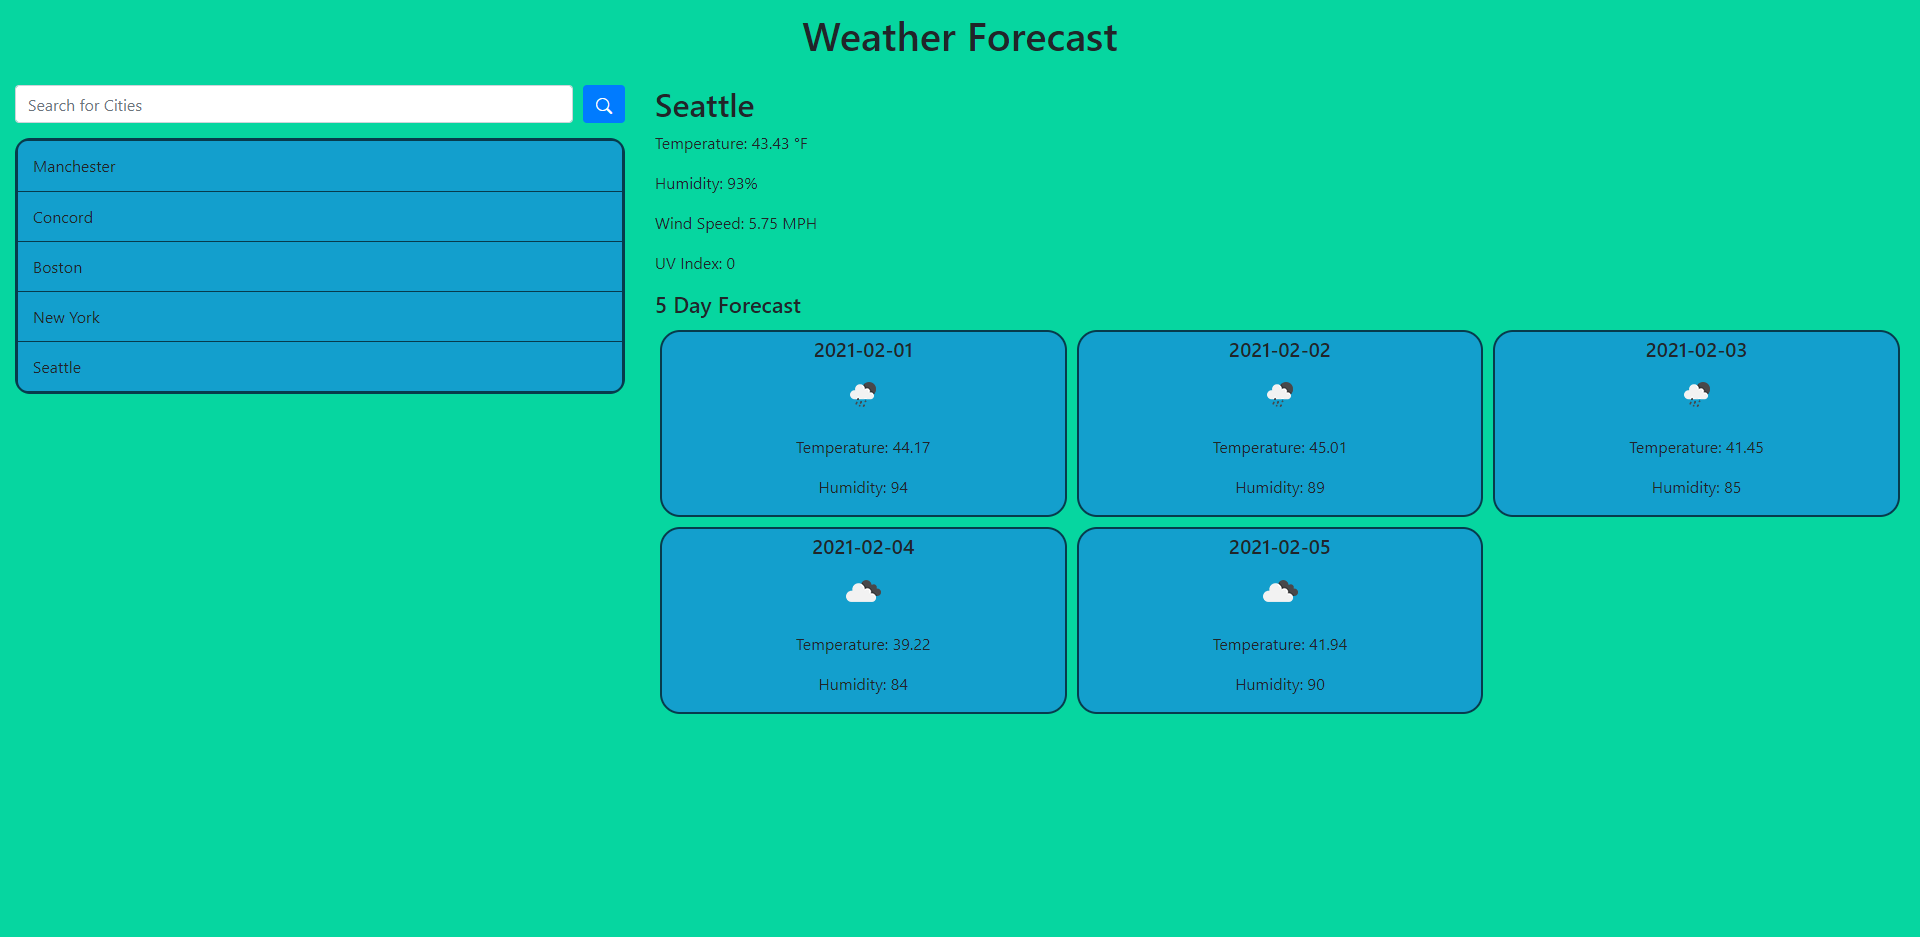 Weather Forecast
Search for Cities
Manchester
Concord
Boston
New York
Seattle
Seattle
Temperature: 43.43 °F
Humidity: 93%
Wind Speed: 5.75 MPH
UV Index: 0
5 Day Forecast
2021-02-01
Temperature: 44.17
Humidity: 94
2021-02-02
Temperature: 45.01
Humidity: 89
2021-02-03
Temperature: 41.45
Humidity: 85
2021-02-04
Temperature: 39.22
Humidity: 84
2021-02-05
Temperature: 41.94
Humidity: 90